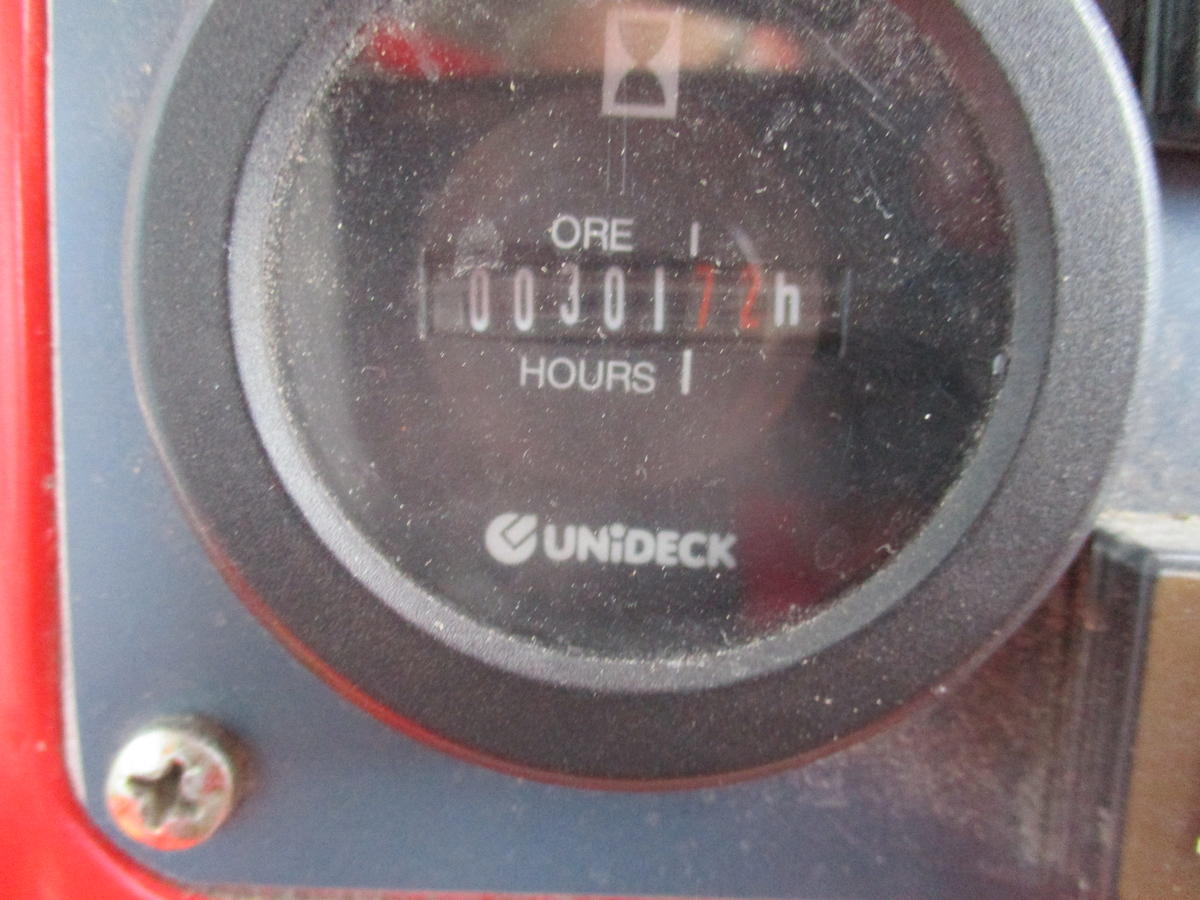 ORE
0030172h
HOURS
UNiDECK